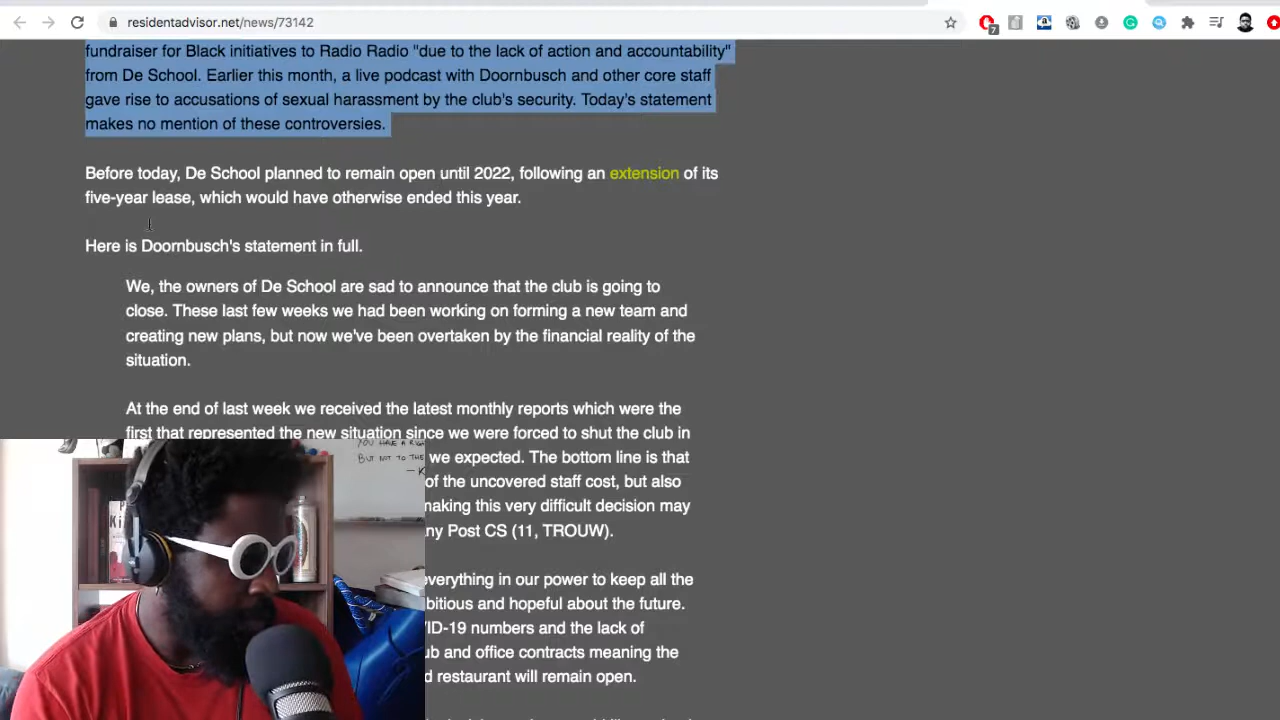 residentadvisor.net/news/73142
7
fundraiser for Black initiatives to Radio Radio "due to the lack of action and accountability"
from De School. Earlier this month, a live podcast with Doornbusch and other core staff
gave rise to accusations of sexual harassment by the club's security. Today's statement
makes no mention of these controversies.
Before today, De School planned to remain open until 2022, following an extension of its
five-year lease, which would have otherwise ended this year.
Here is Doornbusch's statement in full.
We, the owners of De School are sad to announce that the club is going to
close. These last few weeks we had been working on forming a new team and
creating new plans, but now we've been overtaken by the financial reality of the
situation.
At the end of last week we received the latest monthly reports which were the
first that represented the new situation since we were forced to shut the club in
we expected. The bottom line is that
of the uncovered staff cost, but also
making this very difficult decision may
ny Post CS (11, TROUW).
everything in our power to keep all the
bitious and hopeful about the future.
VID-19 numbers and the lack of
ub and office contracts meaning the
d restaurant will remain open.
YOU HAVE A
BUT NOT TO THE